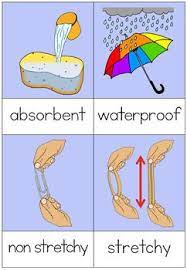 absorbent
waterproof
non stretchy
stretchy